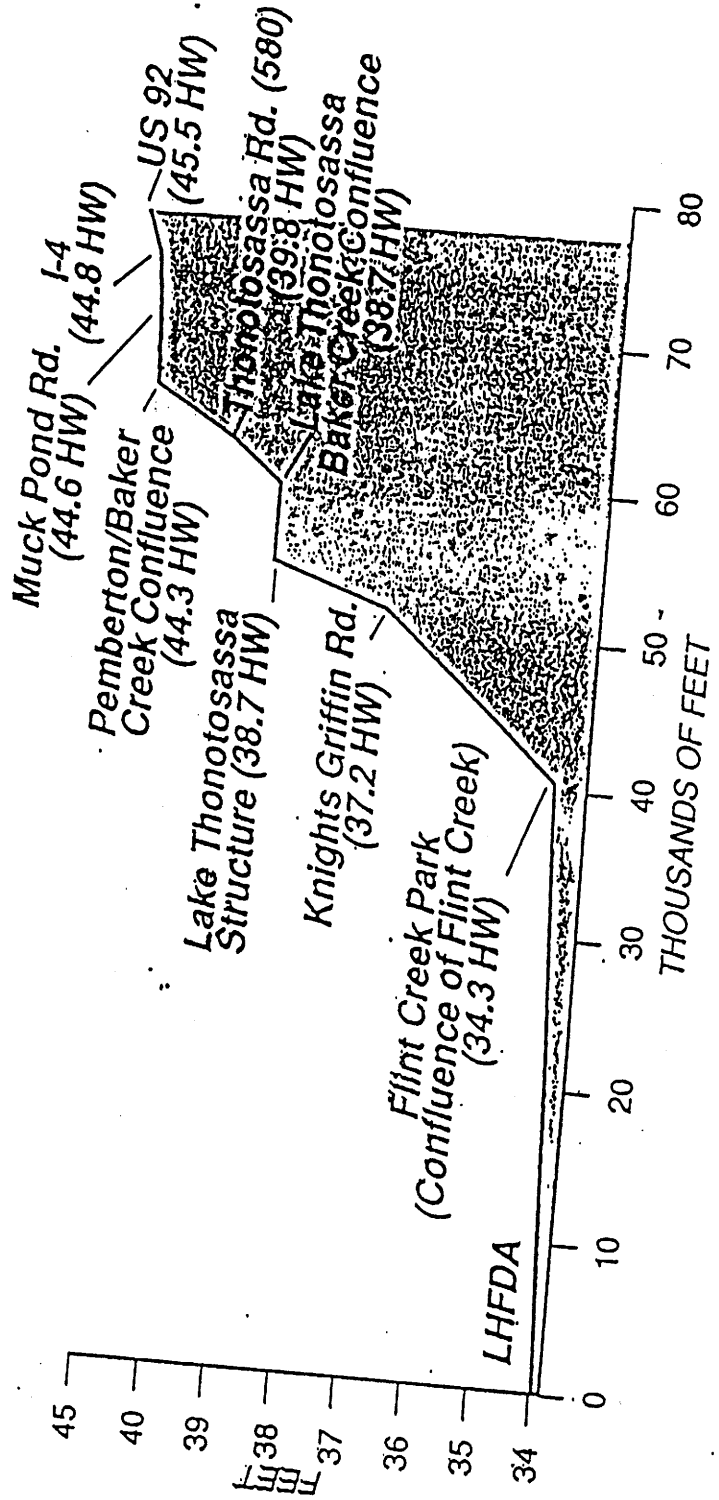 US 92
(45.5 HW)
I-4
(44.8 HW)
Muck Pond Rd.
(44.6 HW)
Pemberton/Baker
Creek Confluence
(44.3 HW)
Thonotosassa Rd. (580)
(39.8 HW)
Lake Thonotosassa
Baker Creek Confluence
(38.7 HW)
Lake Thonotosassa
Structure (38.7 HW)
Knights Griffin Rd.
(37.2 HW)
Flint Creek Park
(Confluence of Flint Creek)
(34.3 HW)
LHFDA
45
40
39
38
37
36
35
34
0
10
20
30
40
50
60
70
80
THOUSANDS OF FEET